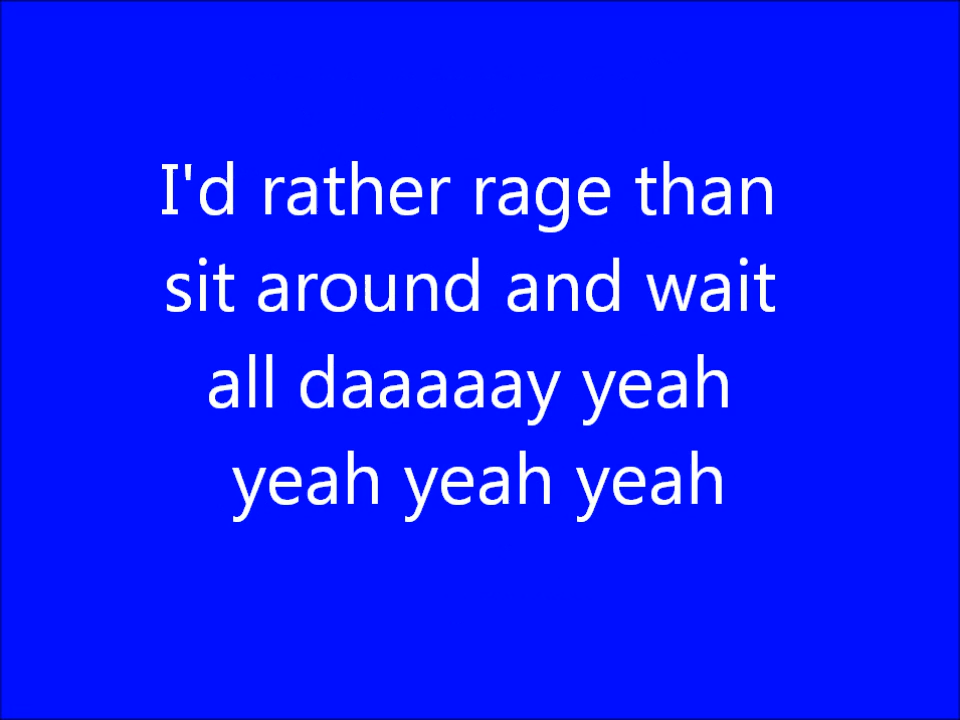 I'd rather rage than
sit around and wait
all daaaaay yeah
yeah yeah yeah